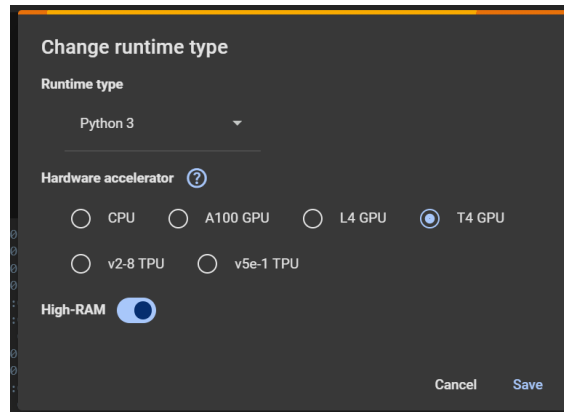 Change runtime type
Runtime type
Python 3
Hardware accelerator ?
CPU A100 GPU L4 GPU T4 GPU
v2-8 TPU v5e-1 TPU
High-RAM
Cancel Save